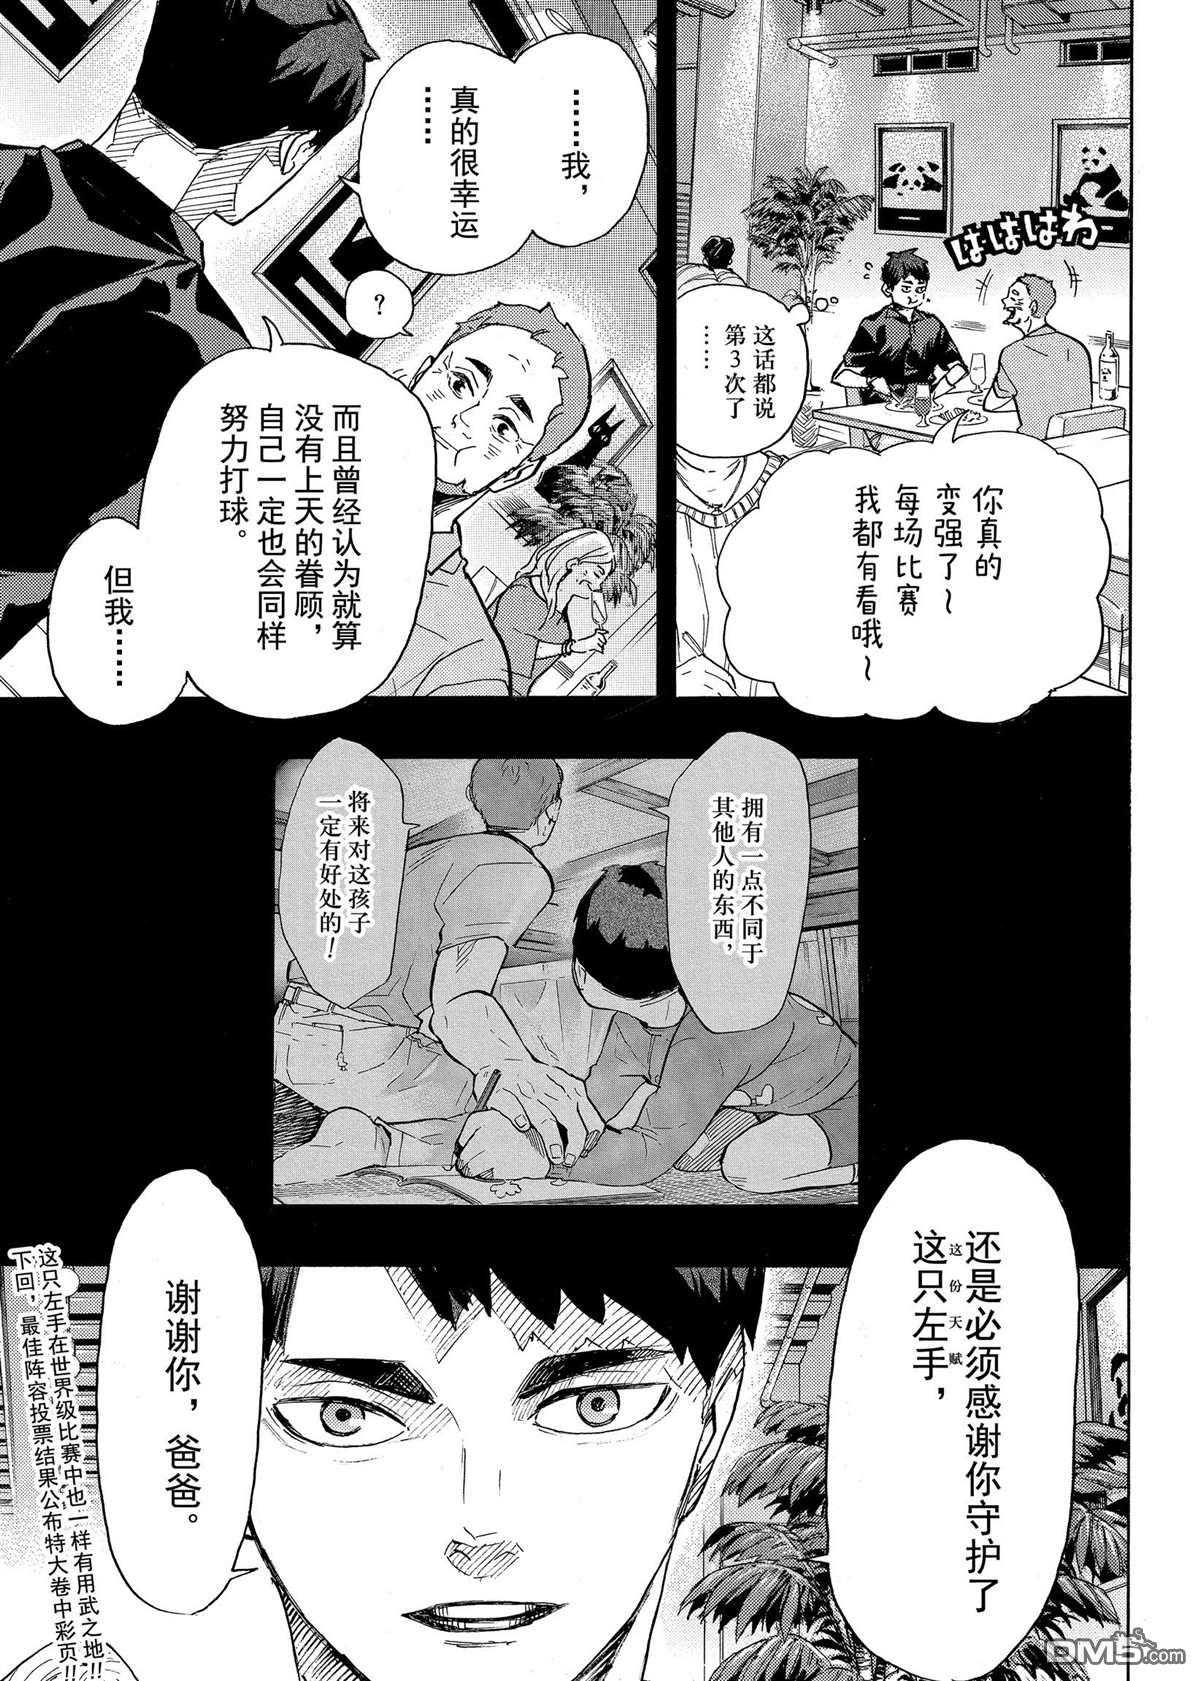 はははわー
这话都说
第3次了
……
你真的
变强了～
每场比赛
我都有看哦～
……我，
真的很幸运
……
？
而且曾经认为就算
没有上天的眷顾，
自己一定也会同样
努力打球。
但我……
拥有一点不同于
其他人的东西，
将来对这孩子
一定有好处的！
还是必须感谢你守护了
这份天赋
这只左手，
谢谢你，爸爸。
这只左手在世界级比赛中也一样有用武之地!!
下回，最佳阵容投票结果公布特大卷中彩页!!
DM5.com